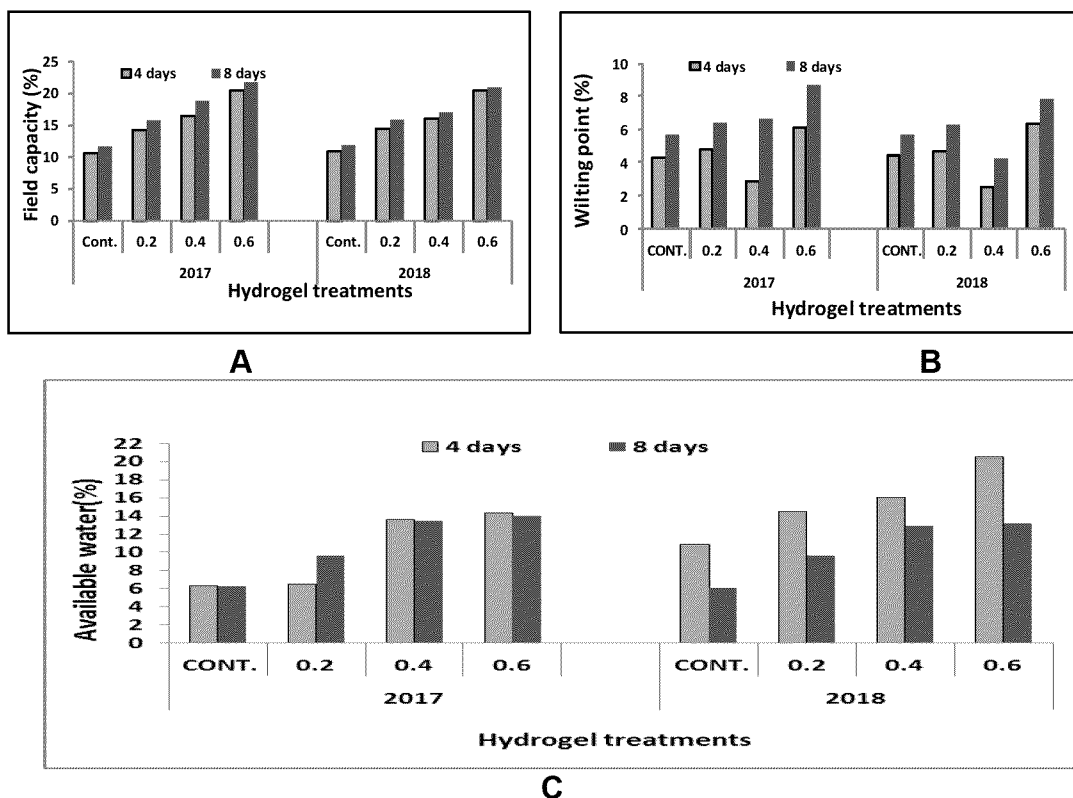 Field capacity (%)
25
20
15
10
5
0
4 days 8 days
Cont. 0.2 0.4 0.6 Cont. 0.2 0.4 0.6
2017 2018
Hydrogel treatments
A
Wilting point (%)
10
8
6
4
2
0
4 days 8 days
CONT. 0.2 0.4 0.6 CONT. 0.2 0.4 0.6
2017 2018
Hydrogel treatments
B
Available water(%)
22
20
18
16
14
12
10
8
6
4
2
0
4 days 8 days
CONT. 0.2 0.4 0.6 CONT. 0.2 0.4 0.6
2017 2018
Hydrogel treatments
C